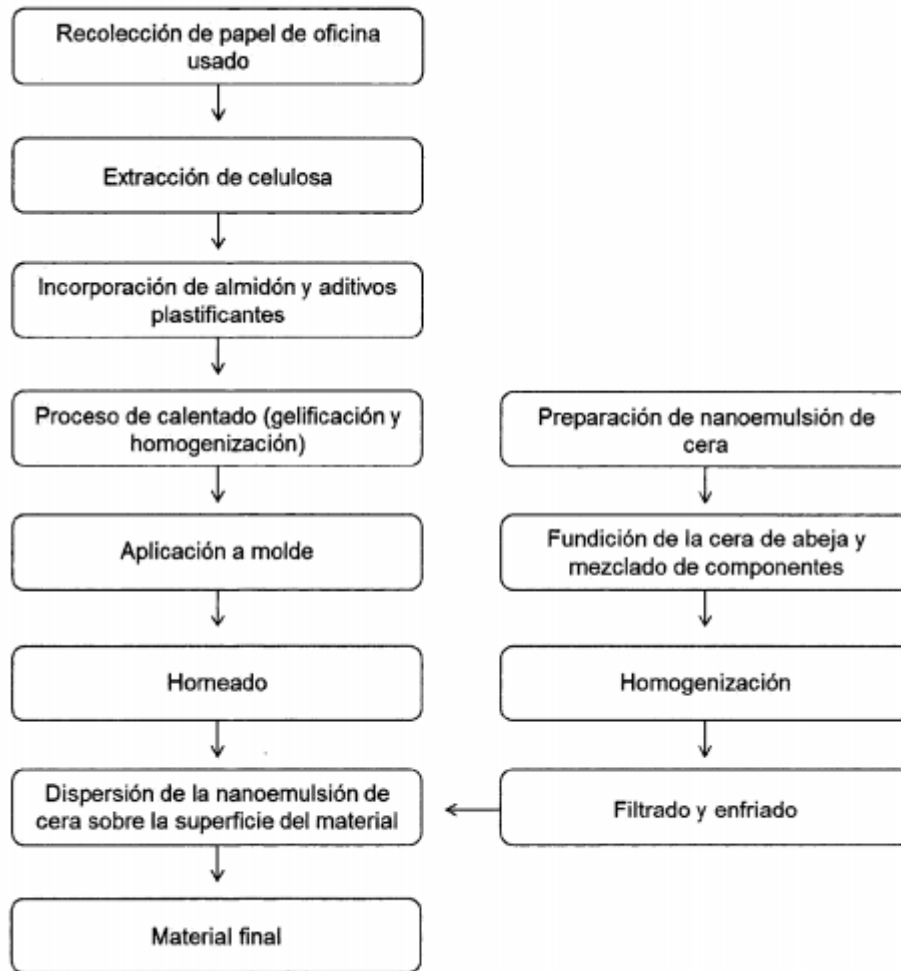 Recolección de papel de oficina
usado
Extracción de celulosa
Incorporación de almidón y aditivos
plastificantes
Proceso de calentado (gelificación y
homogenización)
Aplicación a molde
Horneado
Dispersión de la nanoemulsión de
cera sobre la superficie del material
Material final
Preparación de nanoemulsión de
cera
Fundición de la cera de abeja y
mezclado de componentes
Homogenización
Filtrado y enfriado